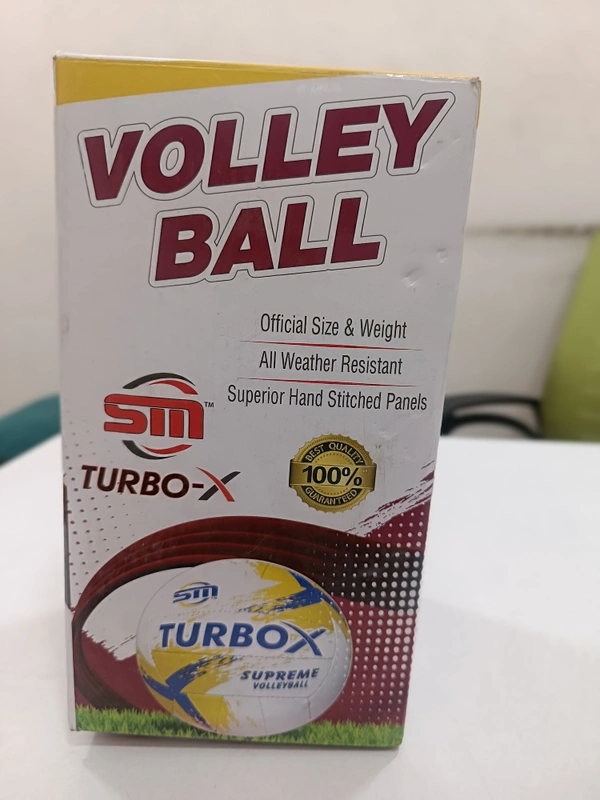 VOLLEY
BALL
Official Size & Weight
All Weather Resistant
Superior Hand Stitched Panels
SM™
TURBO-X
BEST QUALITY
100%
GUARANTEED
SM
TURBOX
SUPREME
VOLLEYBALL